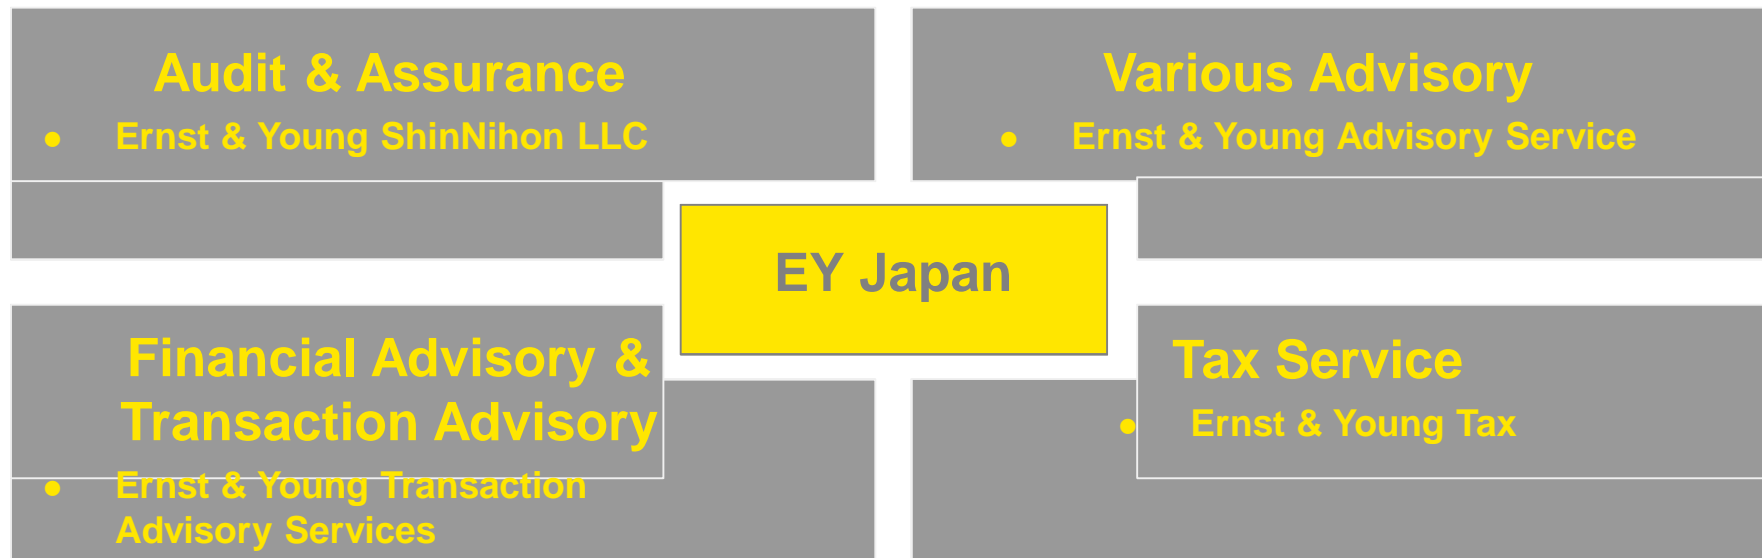 Audit & Assurance
● Ernst & Young ShinNihon LLC
Various Advisory
● Ernst & Young Advisory Service
EY Japan
Financial Advisory &
Transaction Advisory
● Ernst & Young Transaction
Advisory Services
Tax Service
● Ernst & Young Tax